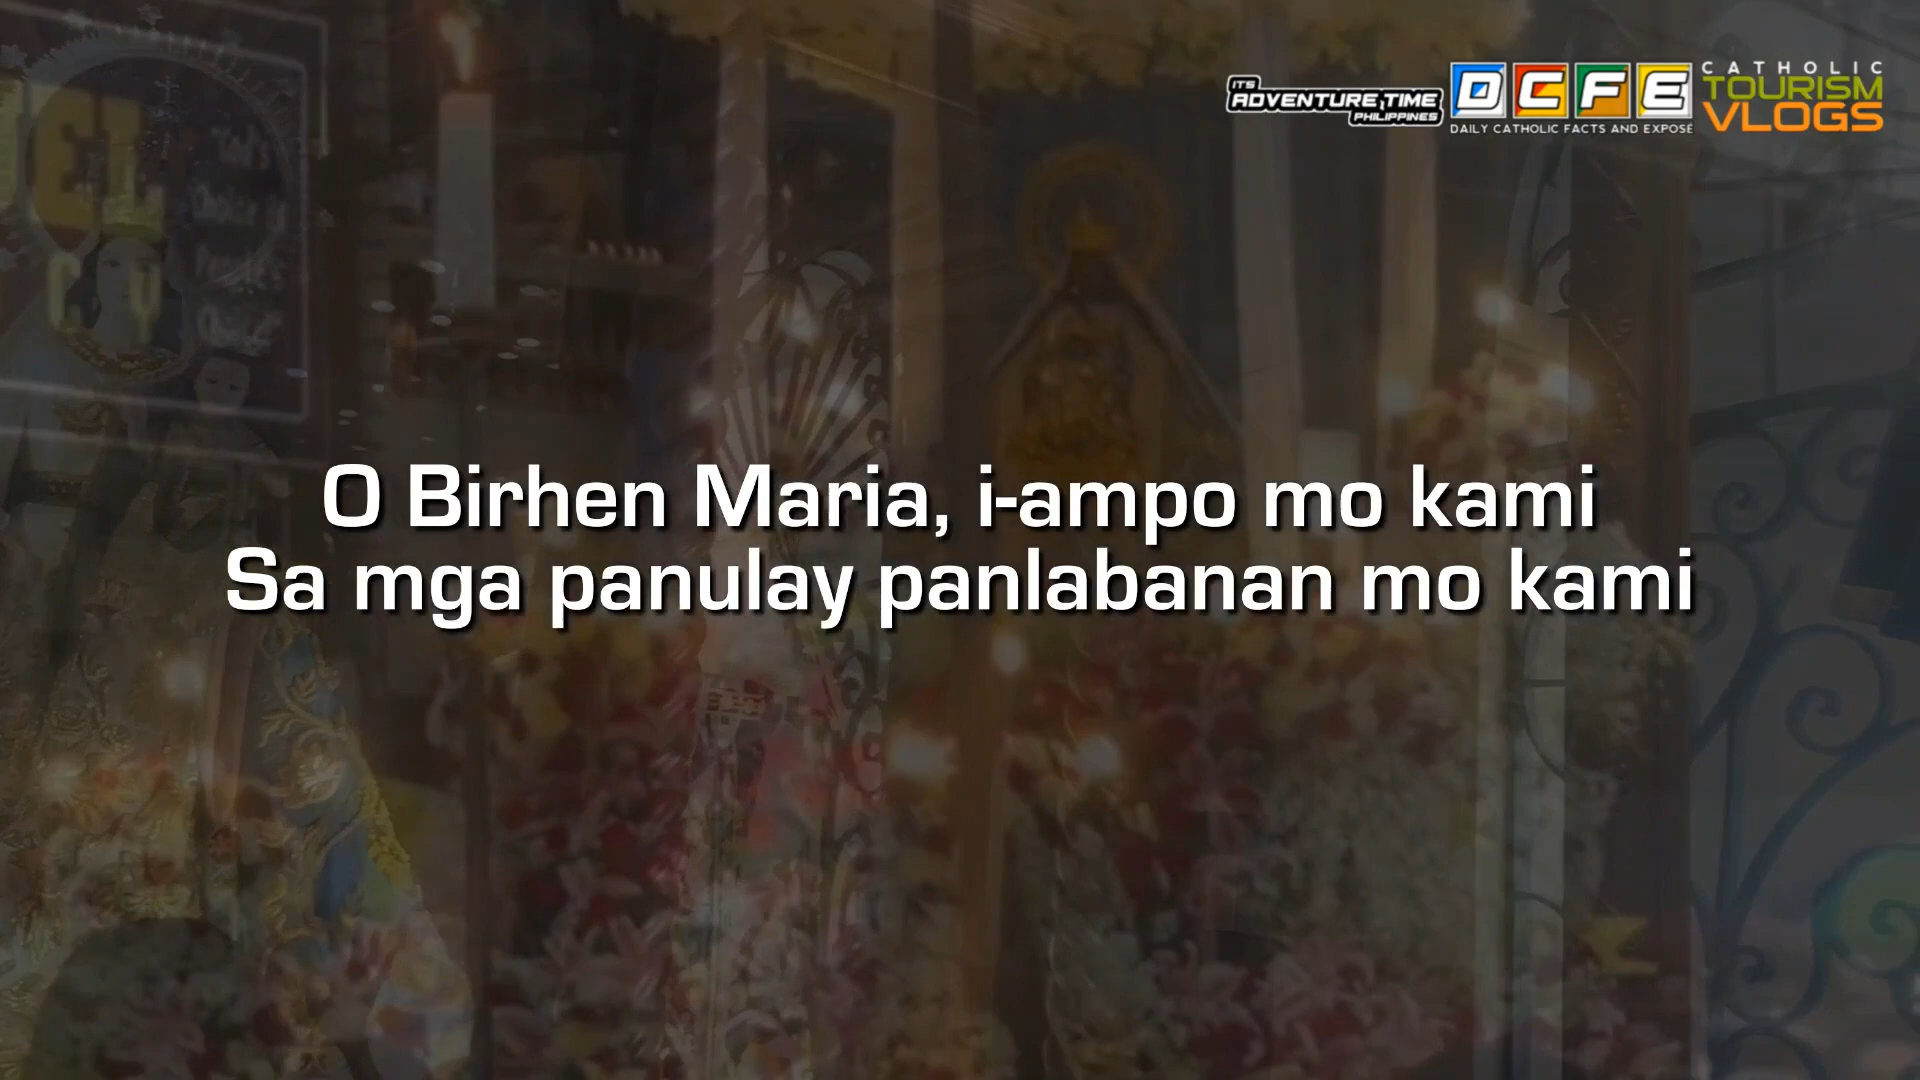 ITS
ADVENTURE TIME
PHILIPPINES
DCFE
DAILY CATHOLIC FACTS AND EXPOSÉ
CATHOLIC
TOURISM
VLOGS
O Birhen Maria, i-ampo mo kami
Sa mga panulay panlabanan mo kami